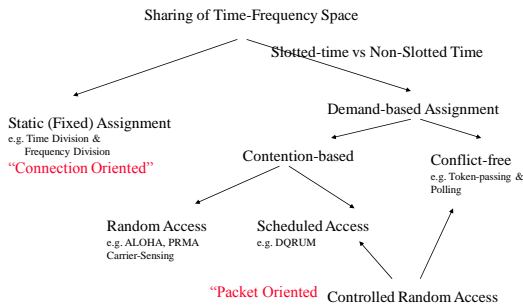 Sharing of Time-Frequency Space
Slotted-time vs Non-Slotted Time
Static (Fixed) Assignment
e.g. Time Division &
Frequency Division
“Connection Oriented”
Demand-based Assignment
Contention-based
Conflict-free
e.g. Token-passing &
Polling
Random Access
e.g. ALOHA, PRMA
Carrier-Sensing
Scheduled Access
e.g. DQRUM
“Packet Oriented
Controlled Random Access